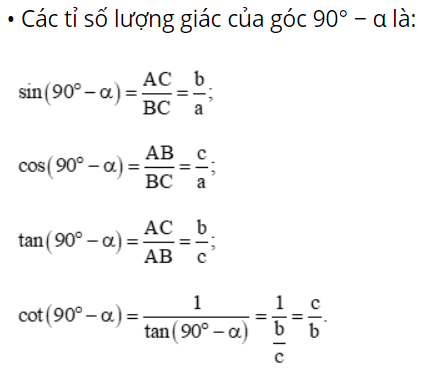 • Các tỉ số lượng giác của góc 90° − α là:
sin(90° − α) = AC/BC = b/a;
cos(90° − α) = AB/BC = c/a;
tan(90° − α) = AC/AB = b/c;
cot(90° − α) = 1/tan(90° − α) = 1/(b/c) = c/b.